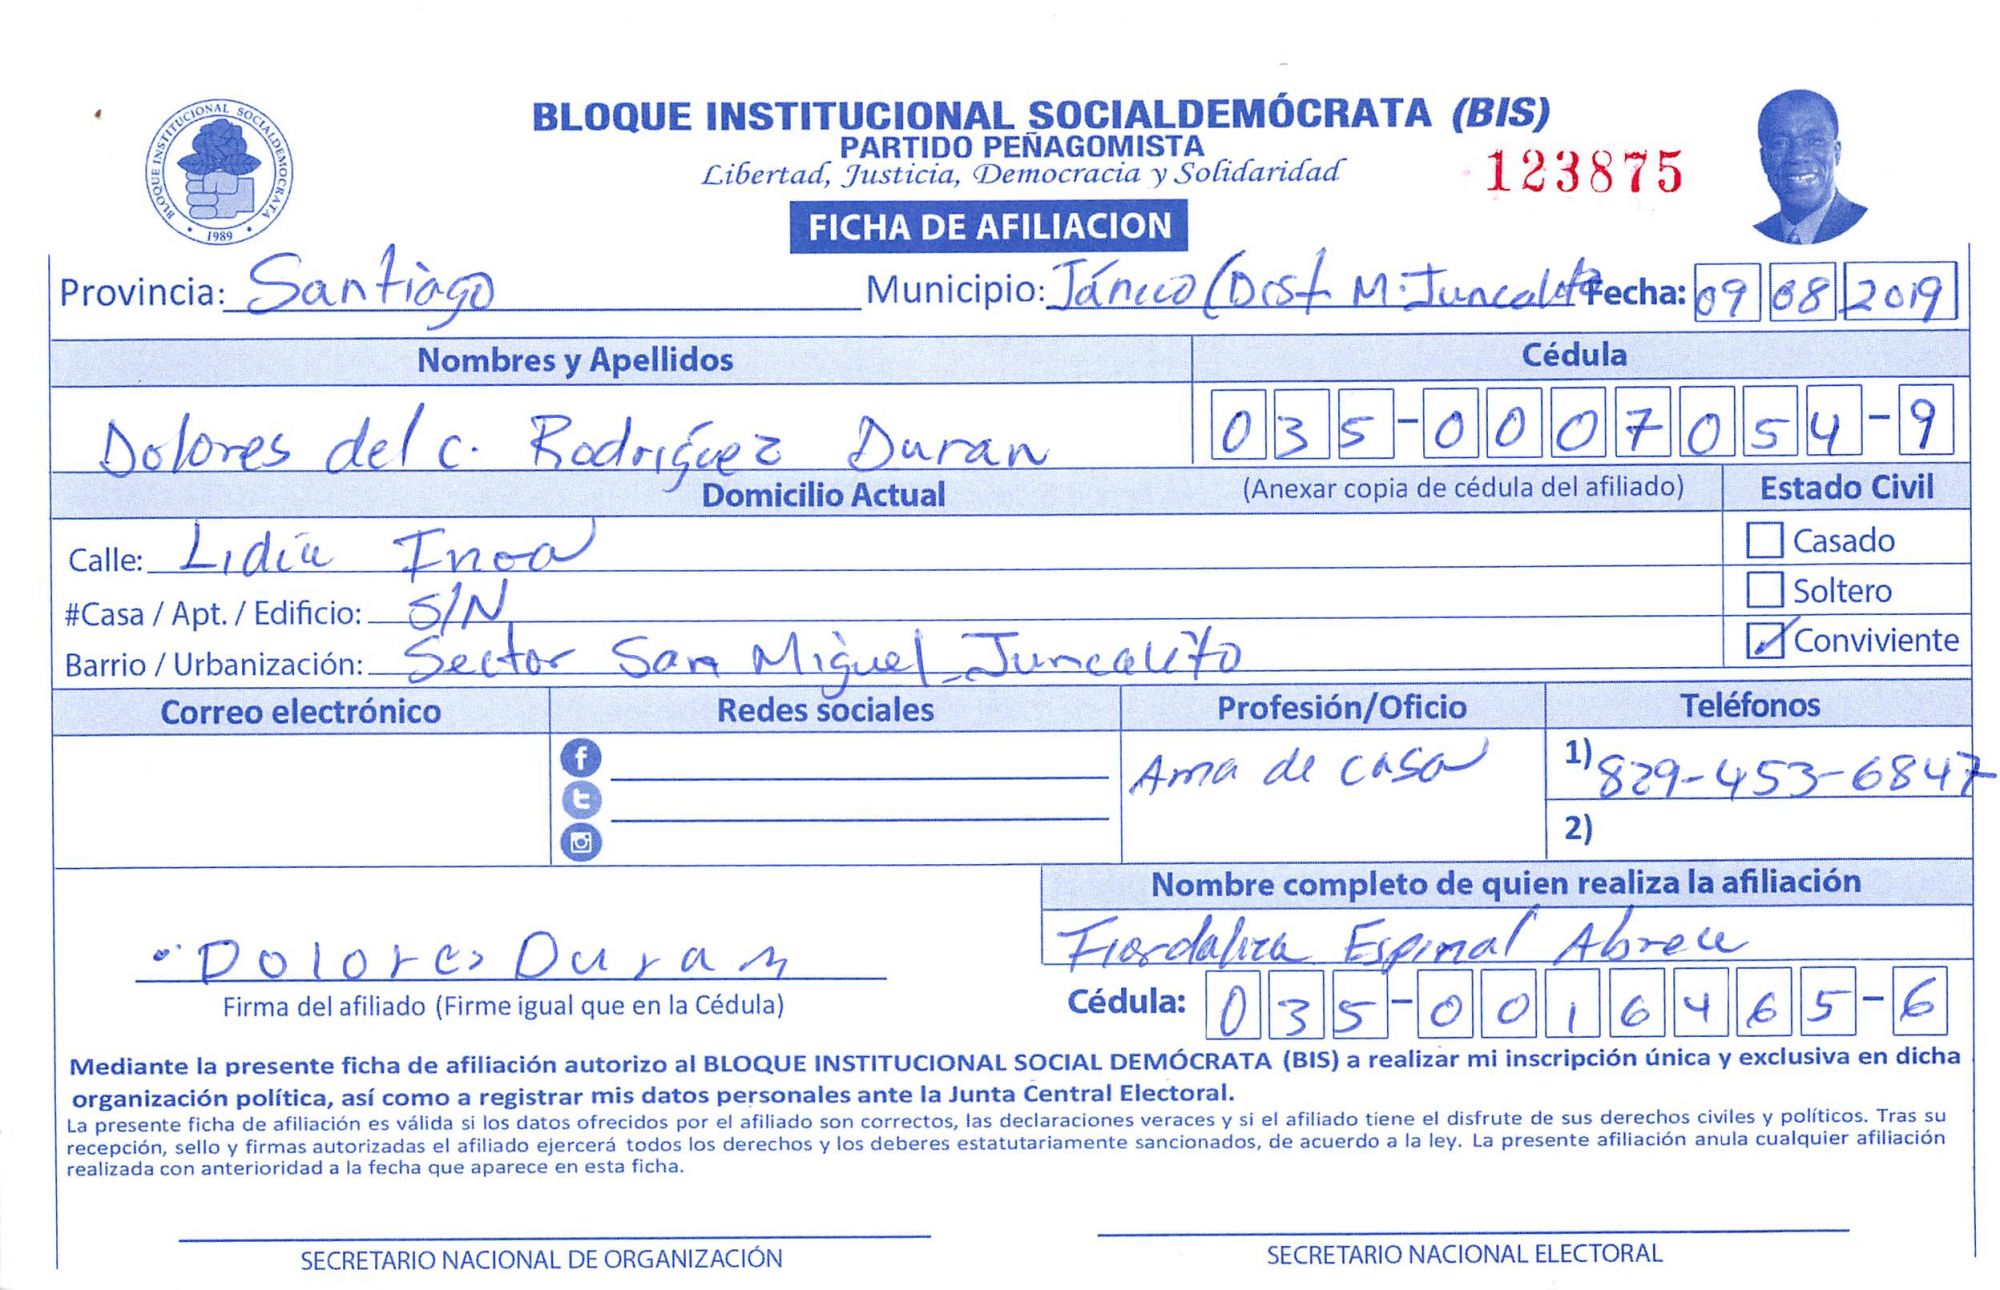 BLOQUE INSTITUCIONAL SOCIALDEMOCRATA
1989
BLOQUE INSTITUCIONAL SOCIALDEMÓCRATA (BIS)
PARTIDO PEÑAGOMISTA
Libertad, Justicia, Democracia y Solidaridad
123875
FICHA DE AFILIACION
Provincia: Santiago Municipio: Jánico (Dist. M. Juncalito Fecha: 09 08 2019
Nombres y Apellidos Cédula
Dolores del C. Rodríguez Duran 035-0007054-9
Domicilio Actual (Anexar copia de cédula del afiliado) Estado Civil
Calle: Lidia Inoa Casado
#Casa / Apt. / Edificio: S/N Soltero
Barrio / Urbanización: Sector San Miguel - Juncalito Conviviente
Correo electrónico Redes sociales Profesión/Oficio Teléfonos
Ama de casa 1) 829-453-6847
2)
Nombre completo de quien realiza la afiliación
Fiordaliza Espinal Abreu
Dolores Duran
Firma del afiliado (Firme igual que en la Cédula) Cédula: 035-0016465-6
Mediante la presente ficha de afiliación autorizo al BLOQUE INSTITUCIONAL SOCIAL DEMÓCRATA (BIS) a realizar mi inscripción única y exclusiva en dicha
organización política, así como a registrar mis datos personales ante la Junta Central Electoral.
La presente ficha de afiliación es válida si los datos ofrecidos por el afiliado son correctos, las declaraciones veraces y si el afiliado tiene el disfrute de sus derechos civiles y políticos. Tras su
recepción, sello y firmas autorizadas el afiliado ejercerá todos los derechos y los deberes estatutariamente sancionados, de acuerdo a la ley. La presente afiliación anula cualquier afiliación
realizada con anterioridad a la fecha que aparece en esta ficha.
SECRETARIO NACIONAL DE ORGANIZACIÓN SECRETARIO NACIONAL ELECTORAL